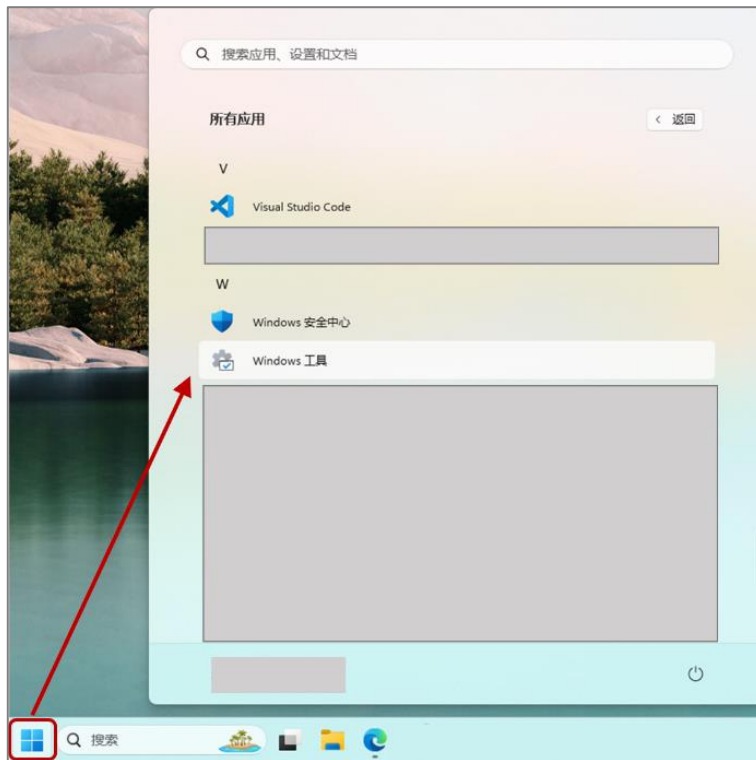 搜索应用、设置和文档
所有应用
返回
V
Visual Studio Code
W
Windows 安全中心
Windows 工具
搜索